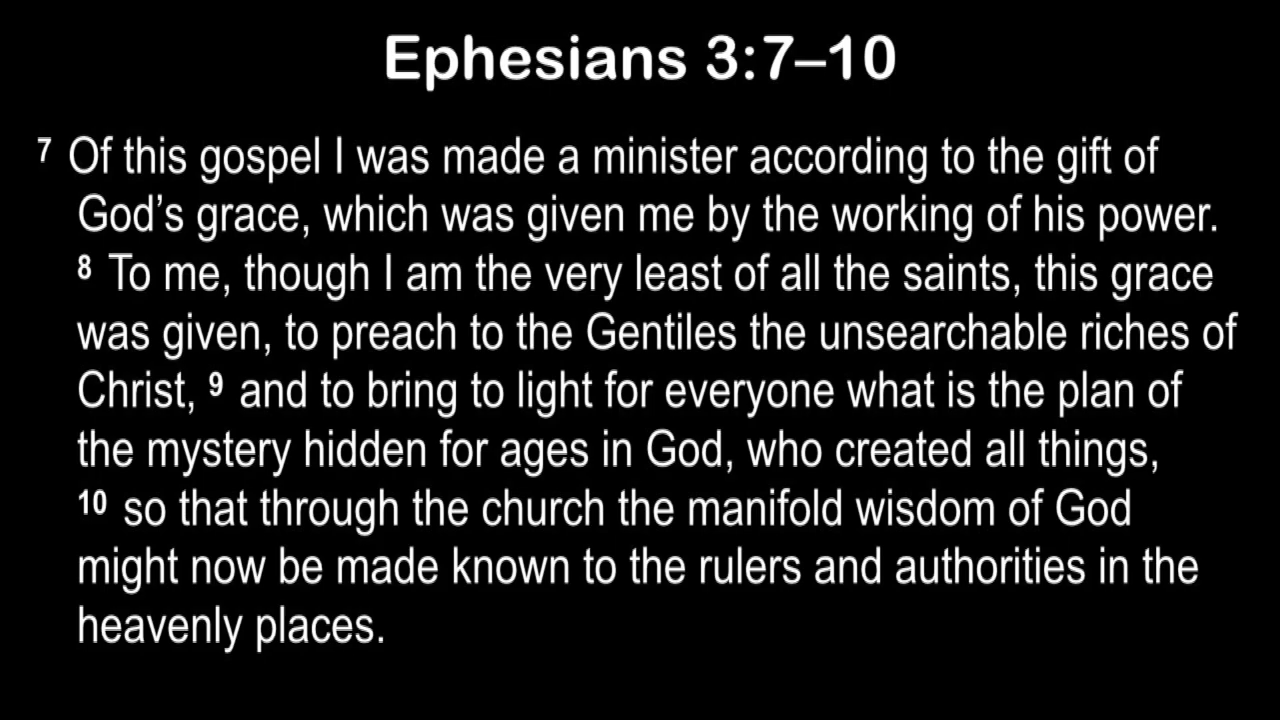 Ephesians 3:7–10
7 Of this gospel I was made a minister according to the gift of
God’s grace, which was given me by the working of his power.
8 To me, though I am the very least of all the saints, this grace
was given, to preach to the Gentiles the unsearchable riches of
Christ, 9 and to bring to light for everyone what is the plan of
the mystery hidden for ages in God, who created all things,
10 so that through the church the manifold wisdom of God
might now be made known to the rulers and authorities in the
heavenly places.